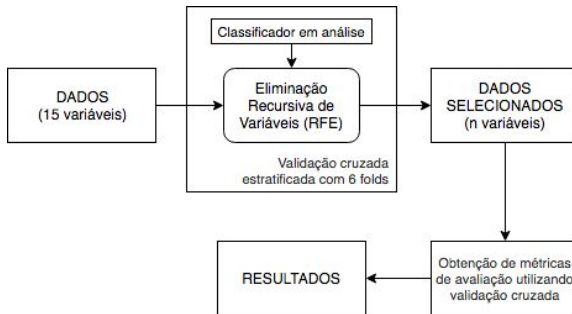 Classificador em análise
DADOS
(15 variáveis)
Eliminação
Recursiva de
Variáveis (RFE)
DADOS
SELECIONADOS
(n variáveis)
Validação cruzada
estratificada com 6 folds
RESULTADOS
Obtenção de métricas
de avaliação utilizando
validação cruzada